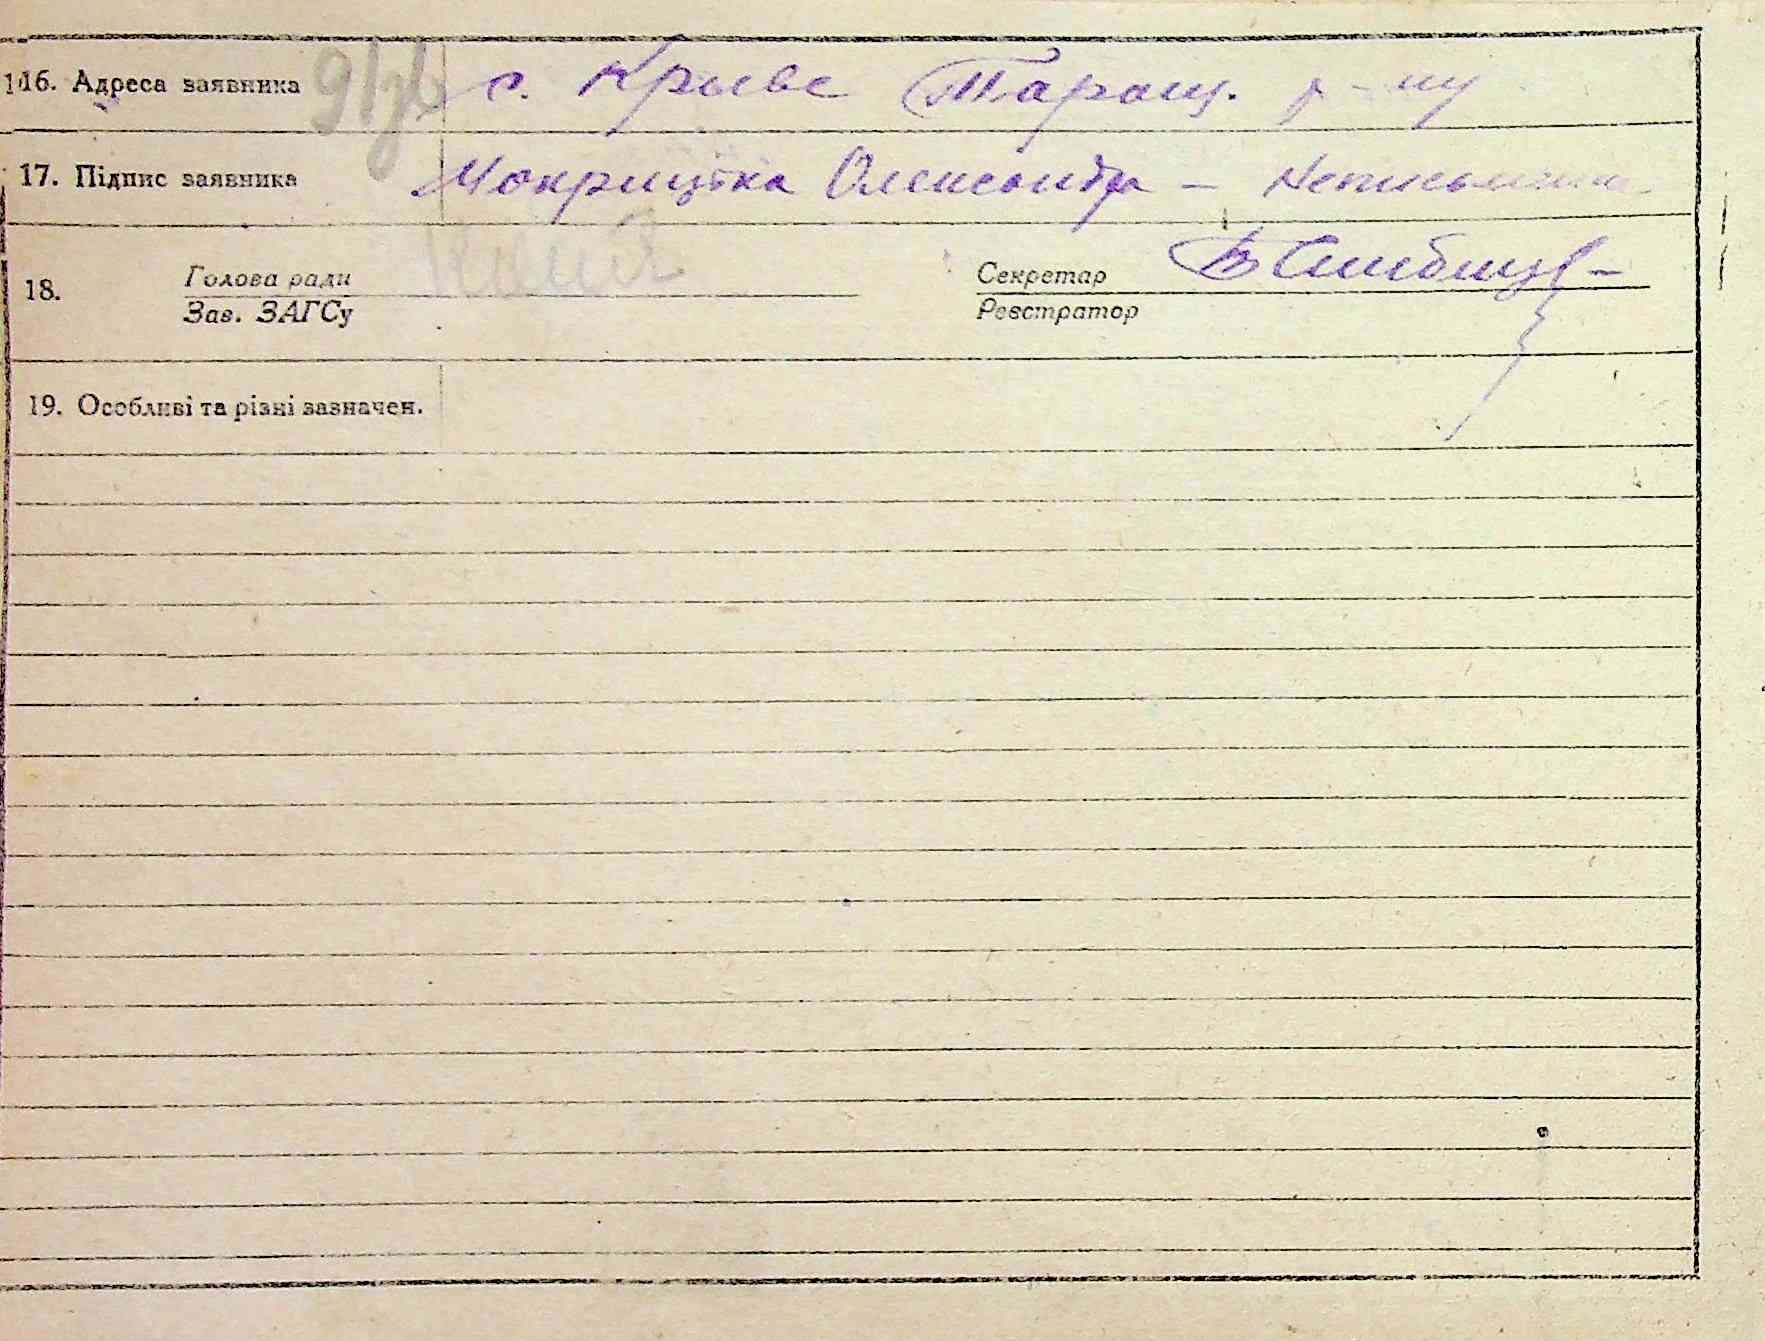 16. Адреса заявника с. Криве Таращ. р-ну
17. Підпис заявника Мокрицька Олександра – Неписьменна
18. Голова ради Секретар
Зав. ЗАГСу Реєстратор
19. Особливі та різні зазначен.